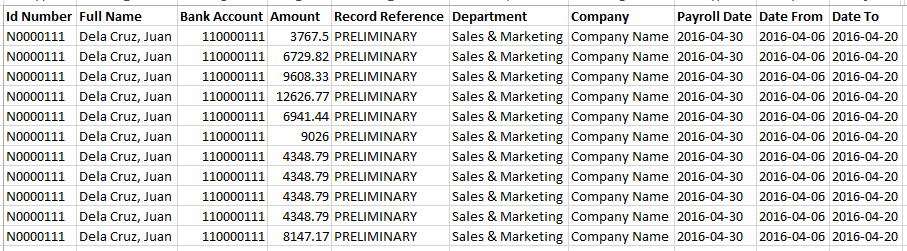 Id Number Full Name Bank Account Amount Record Reference Department Company Payroll Date Date From Date To
N0000111 Dela Cruz, Juan 110000111 3767.5 PRELIMINARY Sales & Marketing Company Name 2016-04-30 2016-04-06 2016-04-20
N0000111 Dela Cruz, Juan 110000111 6729.82 PRELIMINARY Sales & Marketing Company Name 2016-04-30 2016-04-06 2016-04-20
N0000111 Dela Cruz, Juan 110000111 9608.33 PRELIMINARY Sales & Marketing Company Name 2016-04-30 2016-04-06 2016-04-20
N0000111 Dela Cruz, Juan 110000111 12626.77 PRELIMINARY Sales & Marketing Company Name 2016-04-30 2016-04-06 2016-04-20
N0000111 Dela Cruz, Juan 110000111 6941.44 PRELIMINARY Sales & Marketing Company Name 2016-04-30 2016-04-06 2016-04-20
N0000111 Dela Cruz, Juan 110000111 9026 PRELIMINARY Sales & Marketing Company Name 2016-04-30 2016-04-06 2016-04-20
N0000111 Dela Cruz, Juan 110000111 4348.79 PRELIMINARY Sales & Marketing Company Name 2016-04-30 2016-04-06 2016-04-20
N0000111 Dela Cruz, Juan 110000111 4348.79 PRELIMINARY Sales & Marketing Company Name 2016-04-30 2016-04-06 2016-04-20
N0000111 Dela Cruz, Juan 110000111 4348.79 PRELIMINARY Sales & Marketing Company Name 2016-04-30 2016-04-06 2016-04-20
N0000111 Dela Cruz, Juan 110000111 4348.79 PRELIMINARY Sales & Marketing Company Name 2016-04-30 2016-04-06 2016-04-20
N0000111 Dela Cruz, Juan 110000111 8147.17 PRELIMINARY Sales & Marketing Company Name 2016-04-30 2016-04-06 2016-04-20